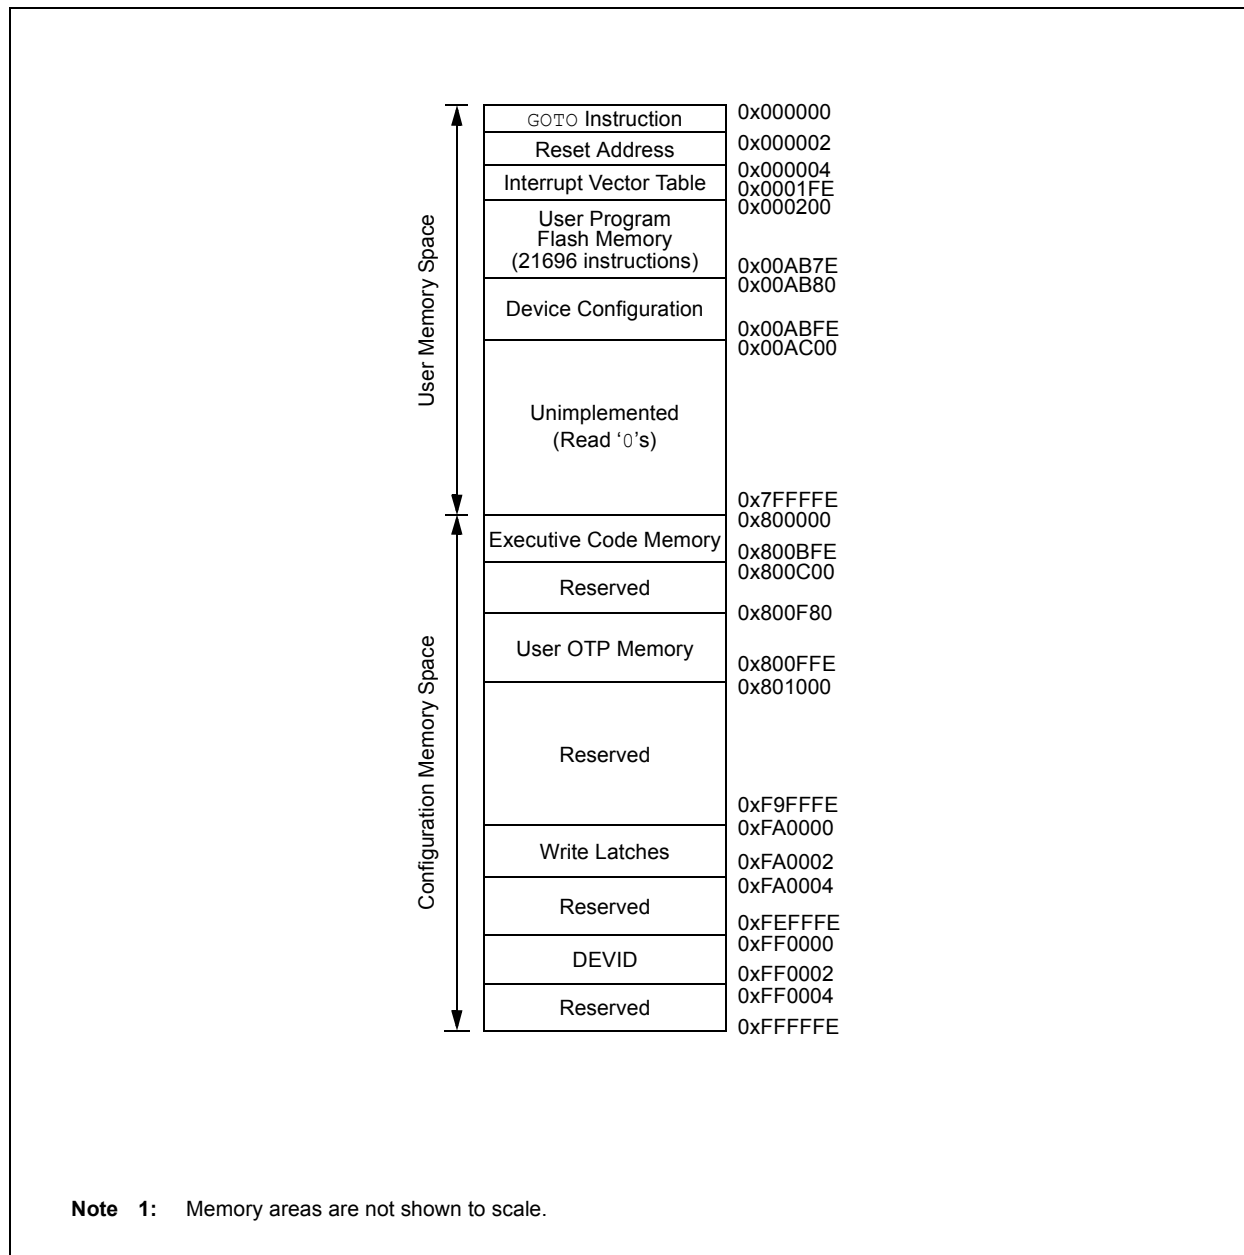 GOTO Instruction
0x000000
Reset Address
0x000002
Interrupt Vector Table
0x000004
0x0001FE
0x000200
User Program
Flash Memory
(21696 instructions)
0x00AB7E
0x00AB80
Device Configuration
0x00ABFE
0x00AC00
User Memory Space
Unimplemented
(Read ‘0’s)
0x7FFFFE
0x800000
Executive Code Memory
0x800BFE
0x800C00
Reserved
0x800F80
User OTP Memory
0x800FFE
0x801000
Configuration Memory Space
Reserved
0xF9FFFE
0xFA0000
Write Latches
0xFA0002
0xFA0004
Reserved
0xFEFFFE
0xFF0000
DEVID
0xFF0002
0xFF0004
Reserved
0xFFFFFE
Note 1: Memory areas are not shown to scale.